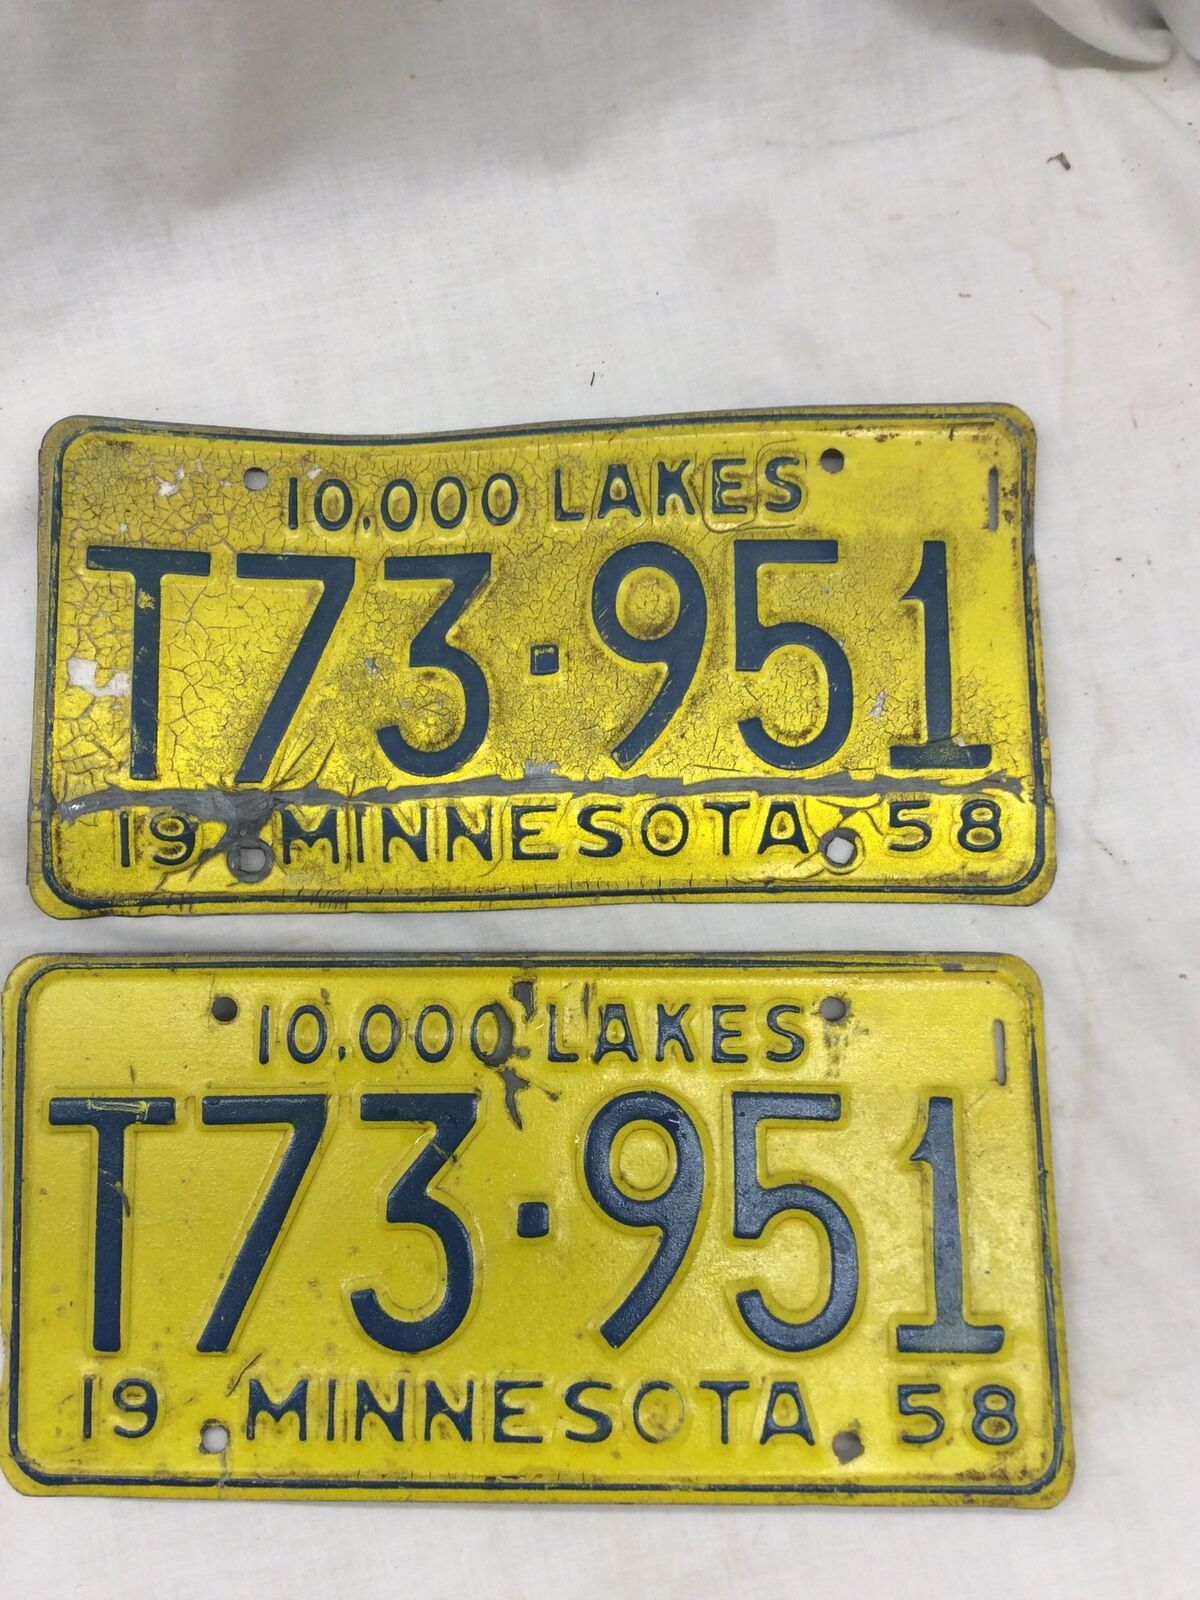 10,000 LAKES
T73·951
19 MINNESOTA 58
10,000 LAKES
T73·951
19 MINNESOTA 58